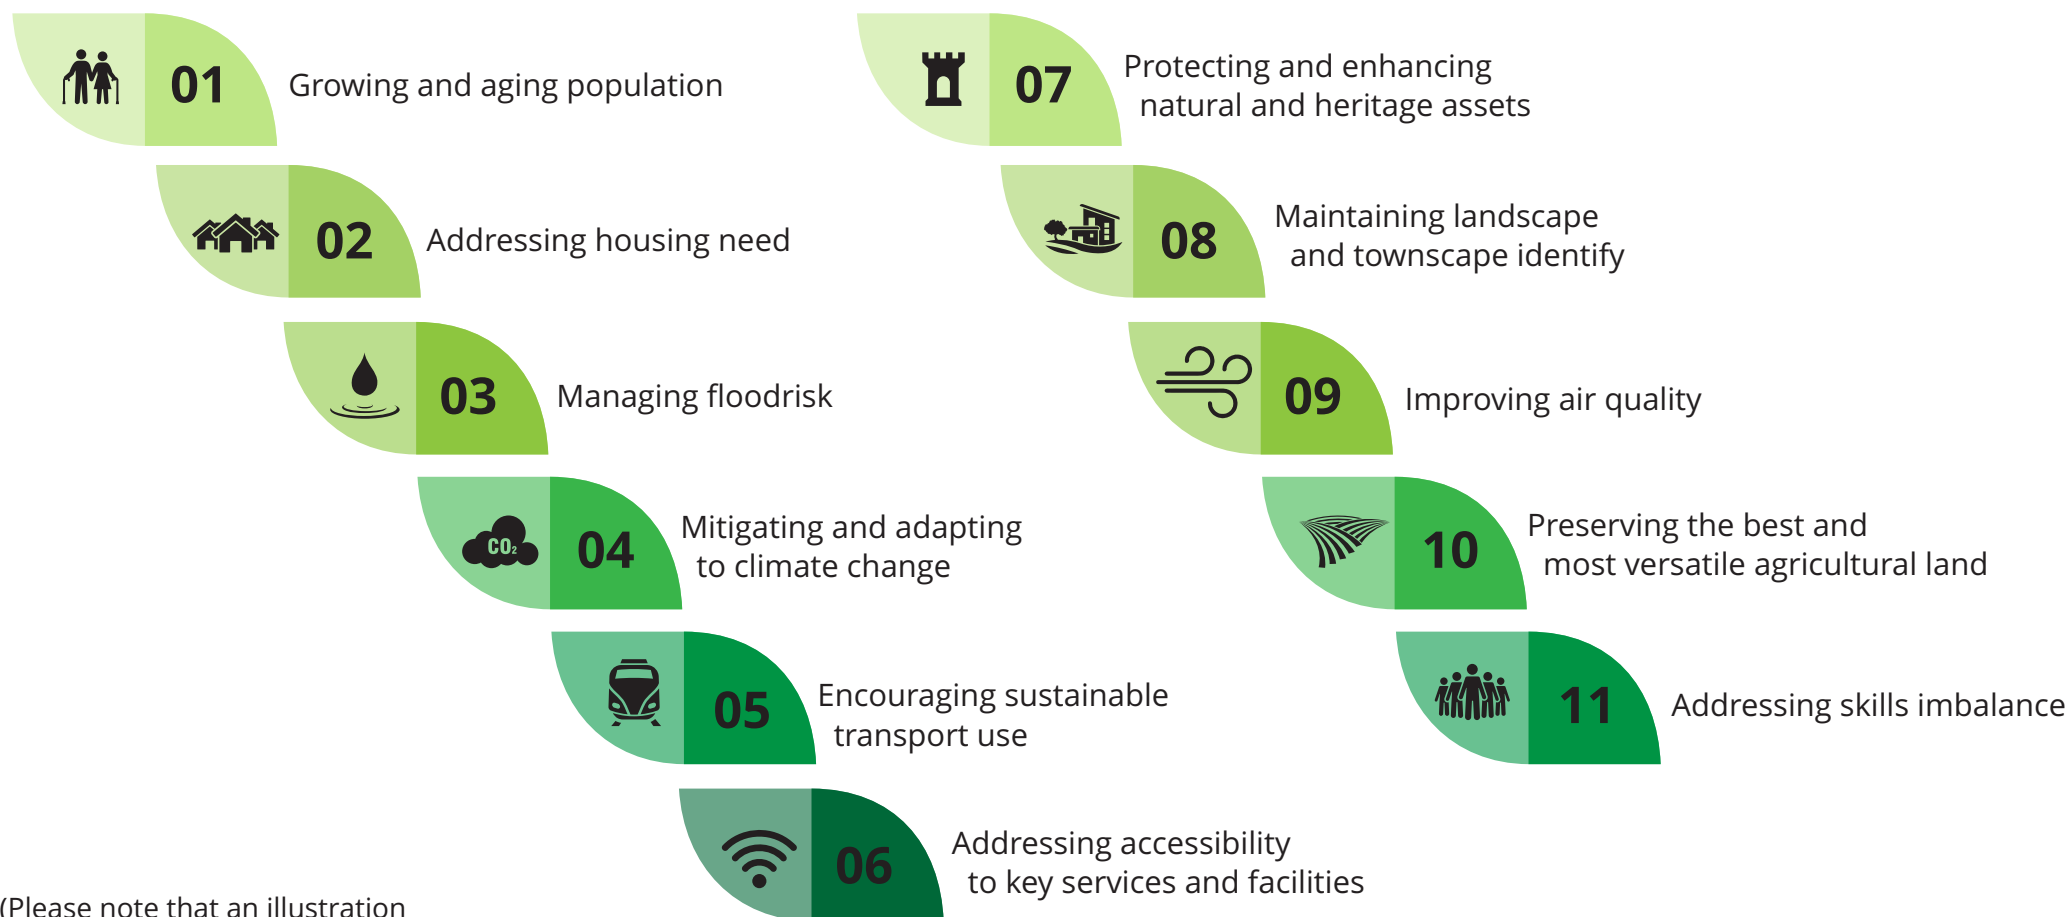 01
Growing and aging population
02
Addressing housing need
03
Managing floodrisk
04
CO₂
Mitigating and adapting
to climate change
05
Encouraging sustainable
transport use
06
Addressing accessibility
to key services and facilities
07
Protecting and enhancing
natural and heritage assets
08
Maintaining landscape
and townscape identify
09
Improving air quality
10
Preserving the best and
most versatile agricultural land
11
Addressing skills imbalance
(Please note that an illustration